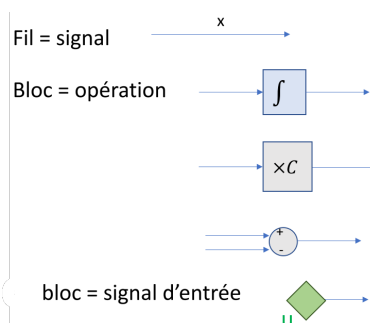 x
Fil = signal
Bloc = opération
∫
×C
+
-
bloc = signal d’entrée